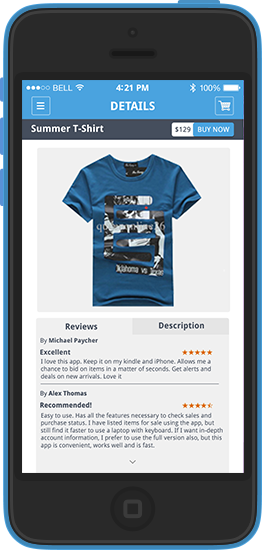 BELL 4:21 PM 100%
DETAILS
Summer T-Shirt $129 BUY NOW
Reviews Description
By Michael Paycher
Excellent
I love this app. Keep it on my kindle and iPhone. Allows me a
chance to bid on items in a matter of seconds. Get alerts and
deals on new arrivals. Love it
By Alex Thomas
Recommended!
Easy to use. Has all the features necessary to check sales and
purchase status. I have listed items for sale using the app, but
still find it faster to use a laptop with keyboard. If I want in-depth
account information, I prefer to use the full version also, but this
app is convenient, works well and is fast.